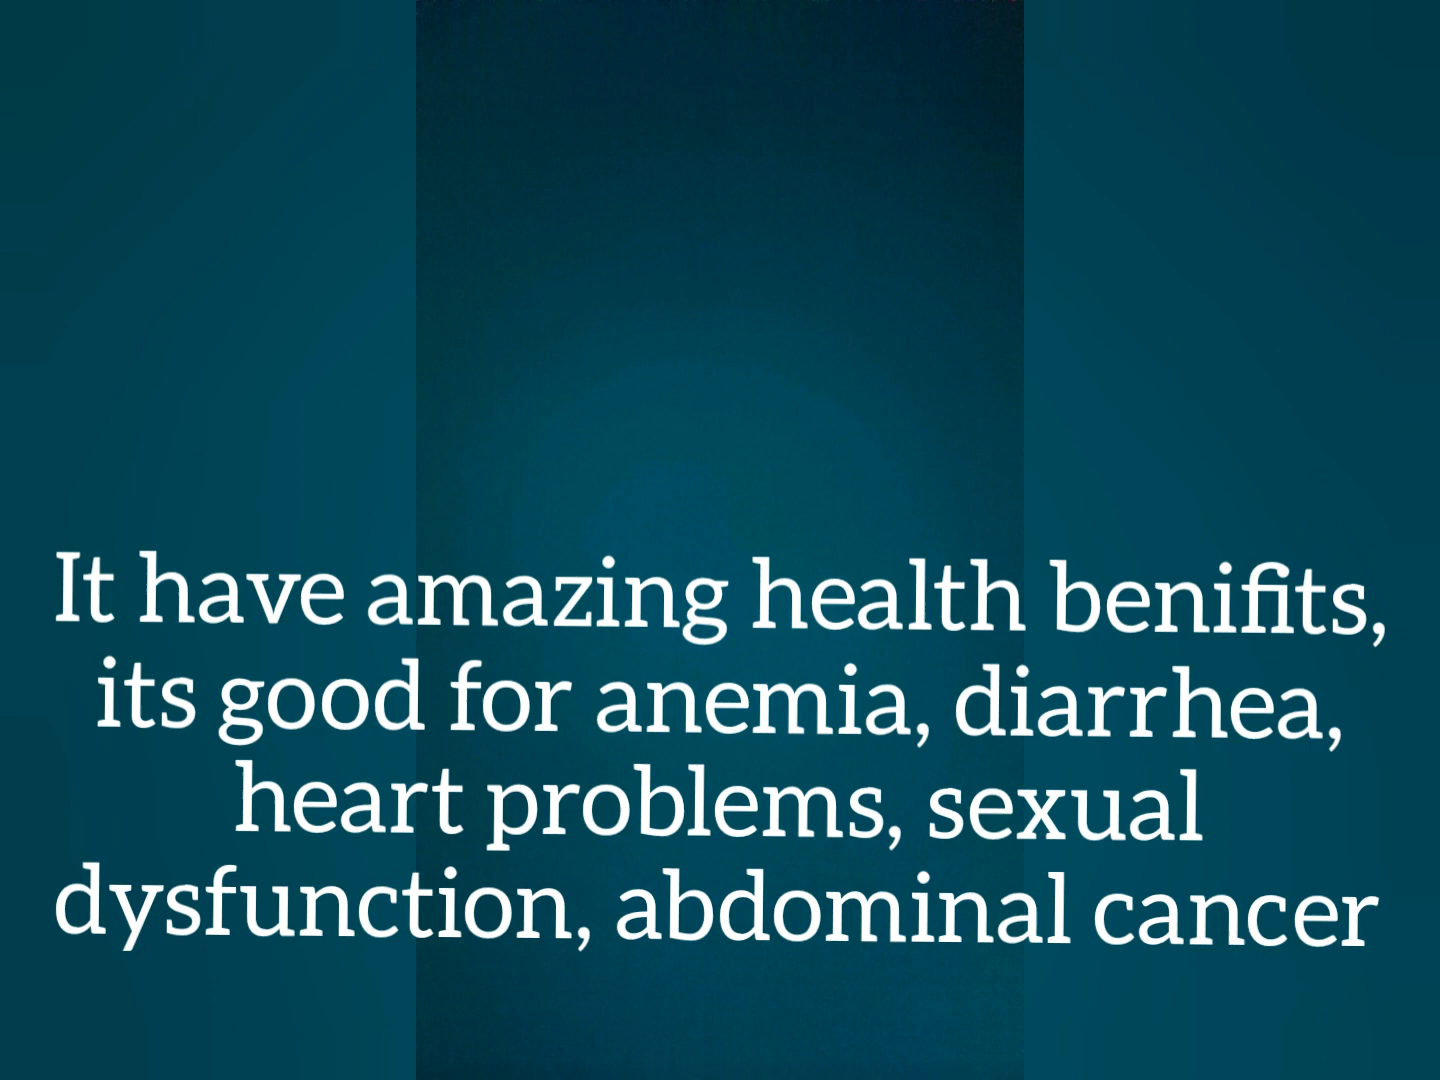 It have amazing health benifits,
its good for anemia, diarrhea,
heart problems, sexual
dysfunction, abdominal cancer